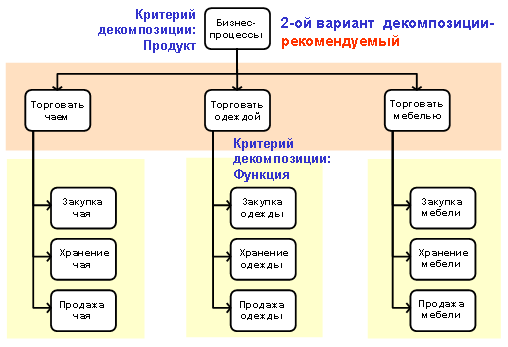 Критерий
декомпозиции:
Продукт
Бизнес-
процессы
2-ой вариант декомпозиции-
рекомендуемый
Торговать
чаем
Торговать
одеждой
Торговать
мебелью
Критерий
декомпозиции:
Функция
Закупка
чая
Закупка
одежды
Закупка
мебели
Хранение
чая
Хранение
одежды
Хранение
мебели
Продажа
чая
Продажа
одежды
Продажа
мебели